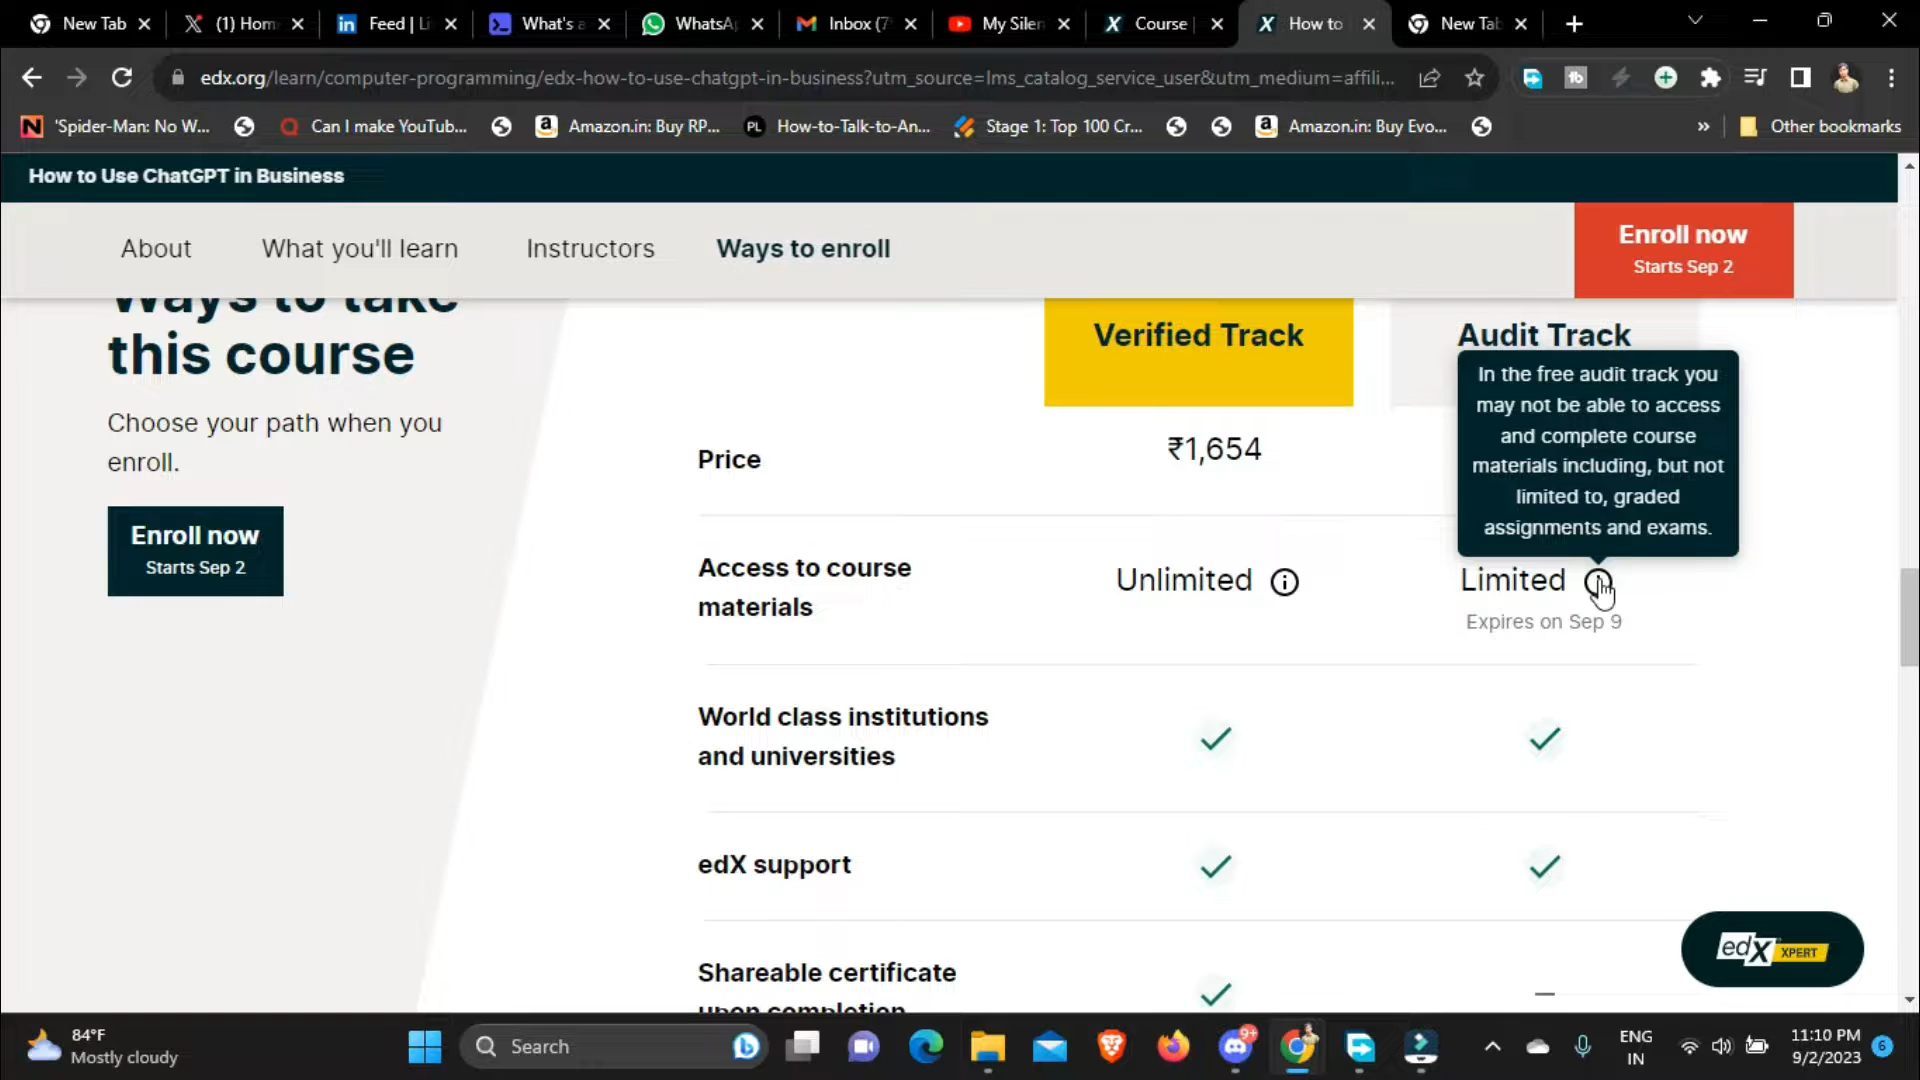 New Tab
(1) Hom
Feed | Li
What's a
WhatsAp
Inbox (7
My Silen
Course |
How to
New Tab
edx.org/learn/computer-programming/edx-how-to-use-chatgpt-in-business?utm_source=lms_catalog_service_user&utm_medium=affili...
'Spider-Man: No W...
Can I make YouTub...
Amazon.in: Buy RP...
How-to-Talk-to-An...
Stage 1: Top 100 Cr...
Amazon.in: Buy Evo...
»
Other bookmarks
How to Use ChatGPT in Business
About
What you'll learn
Instructors
Ways to enroll
Enroll now
Starts Sep 2
Ways to take
this course
Choose your path when you
enroll.
Enroll now
Starts Sep 2
Verified Track
Audit Track
In the free audit track you
may not be able to access
and complete course
materials including, but not
limited to, graded
assignments and exams.
Price
₹1,654
Access to course
materials
Unlimited
Limited
Expires on Sep 9
World class institutions
and universities
edX support
Shareable certificate
upon completion
edX XPERT
84°F
Mostly cloudy
Search
9+
ENG
IN
11:10 PM
9/2/2023
6